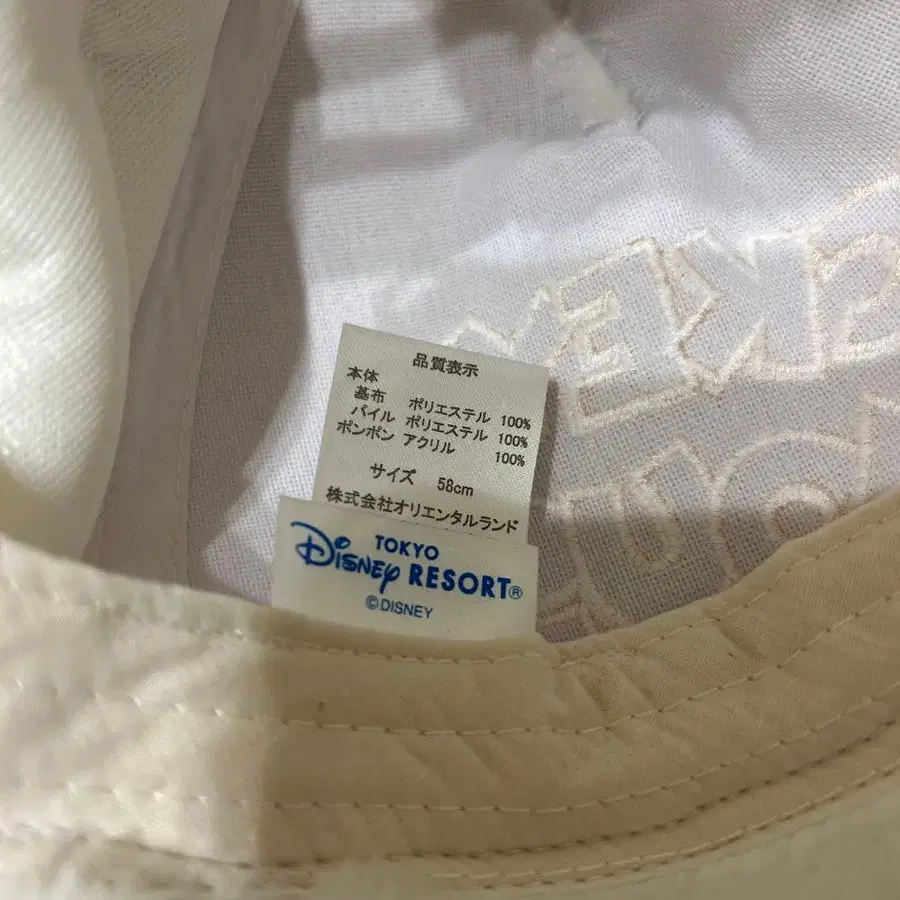 品質表示
本体
基布 ポリエステル 100%
パイル ポリエステル 100%
ポンポン アクリル 100%
サイズ 58cm
株式会社オリエンタルランド
TOKYO
Disney RESORT®
©DISNEY